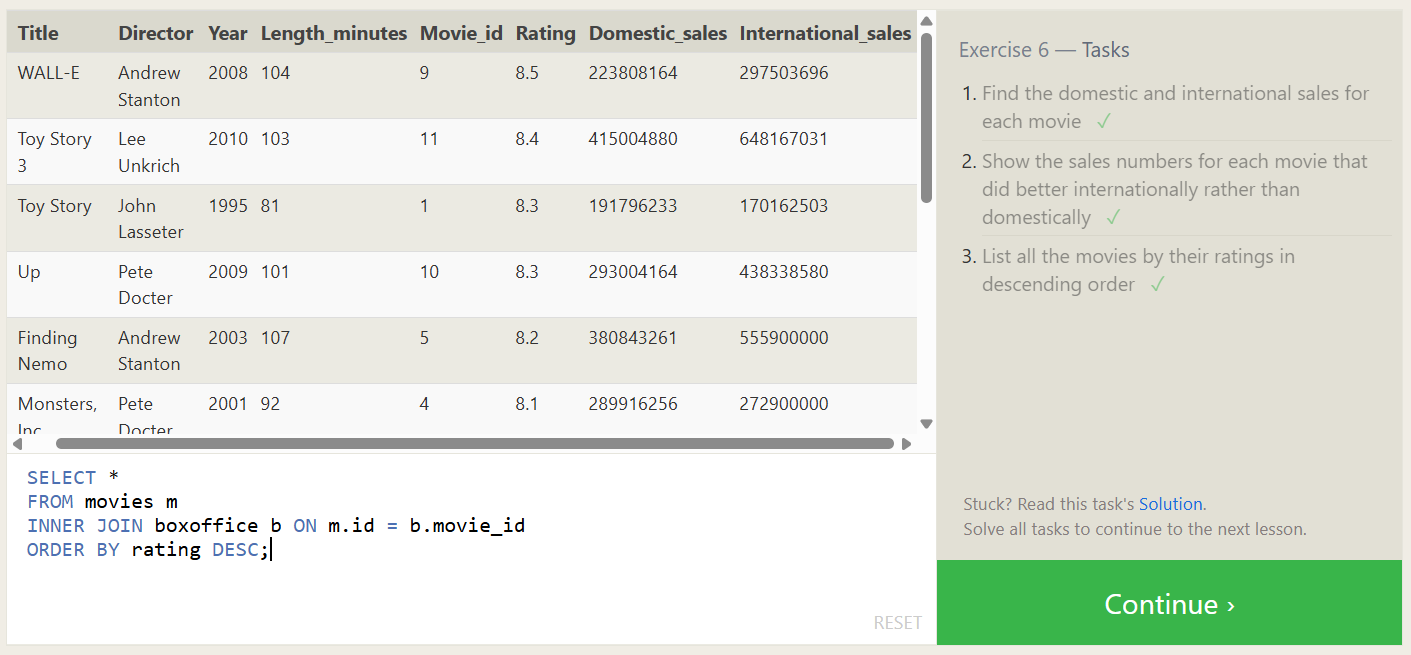 Title Director Year Length_minutes Movie_id Rating Domestic_sales International_sales
WALL-E Andrew 2008 104 9 8.5 223808164 297503696
Stanton
Toy Story Lee 2010 103 11 8.4 415004880 648167031
3 Unkrich
Toy Story John 1995 81 1 8.3 191796233 170162503
Lasseter
Up Pete 2009 101 10 8.3 293004164 438338580
Docter
Finding Andrew 2003 107 5 8.2 380843261 555900000
Nemo Stanton
Monsters, Pete 2001 92 4 8.1 289916256 272900000
Inc Docter
SELECT *
FROM movies m
INNER JOIN boxoffice b ON m.id = b.movie_id
ORDER BY rating DESC;
RESET
Exercise 6 — Tasks
1. Find the domestic and international sales for
each movie ✓
2. Show the sales numbers for each movie that
did better internationally rather than
domestically ✓
3. List all the movies by their ratings in
descending order ✓
Stuck? Read this task's Solution.
Solve all tasks to continue to the next lesson.
Continue ›